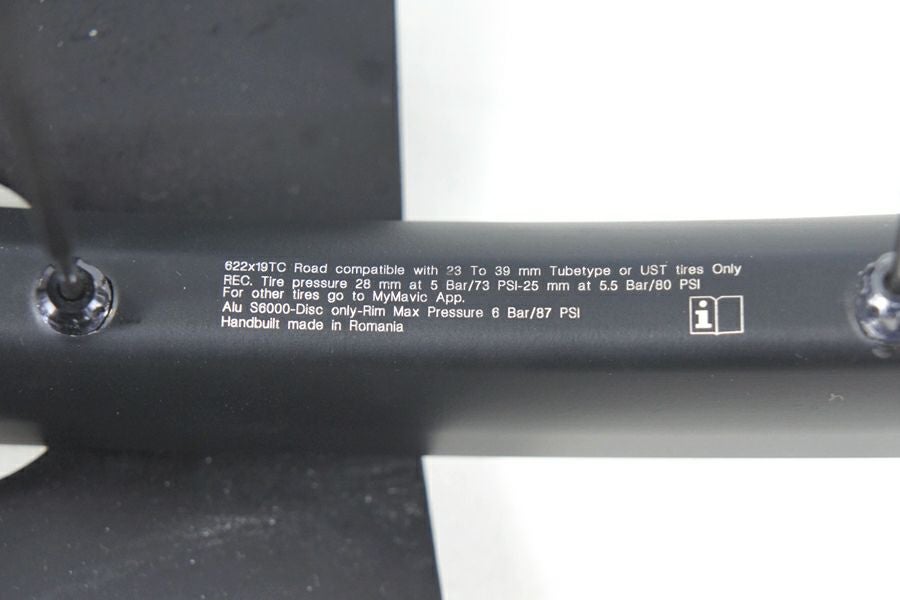 622x19TC Road compatible with 23 To 39 mm Tubetype or UST tires Only
REC. Tire pressure 28 mm at 5 Bar/73 PSI-25 mm at 5.5 Bar/80 PSI
For other tires go to MyMavic App.
Alu S6000-Disc only-Rim Max Pressure 6 Bar/87 PSI
Handbuilt made in Romania
i